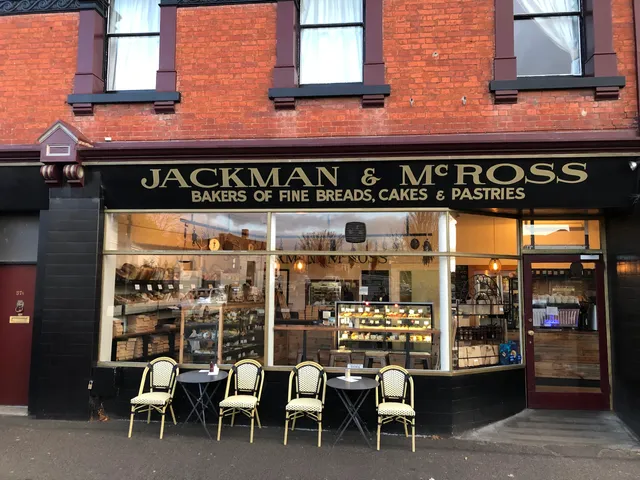 JACKMAN & McROSS
BAKERS OF FINE BREADS, CAKES & PASTRIES